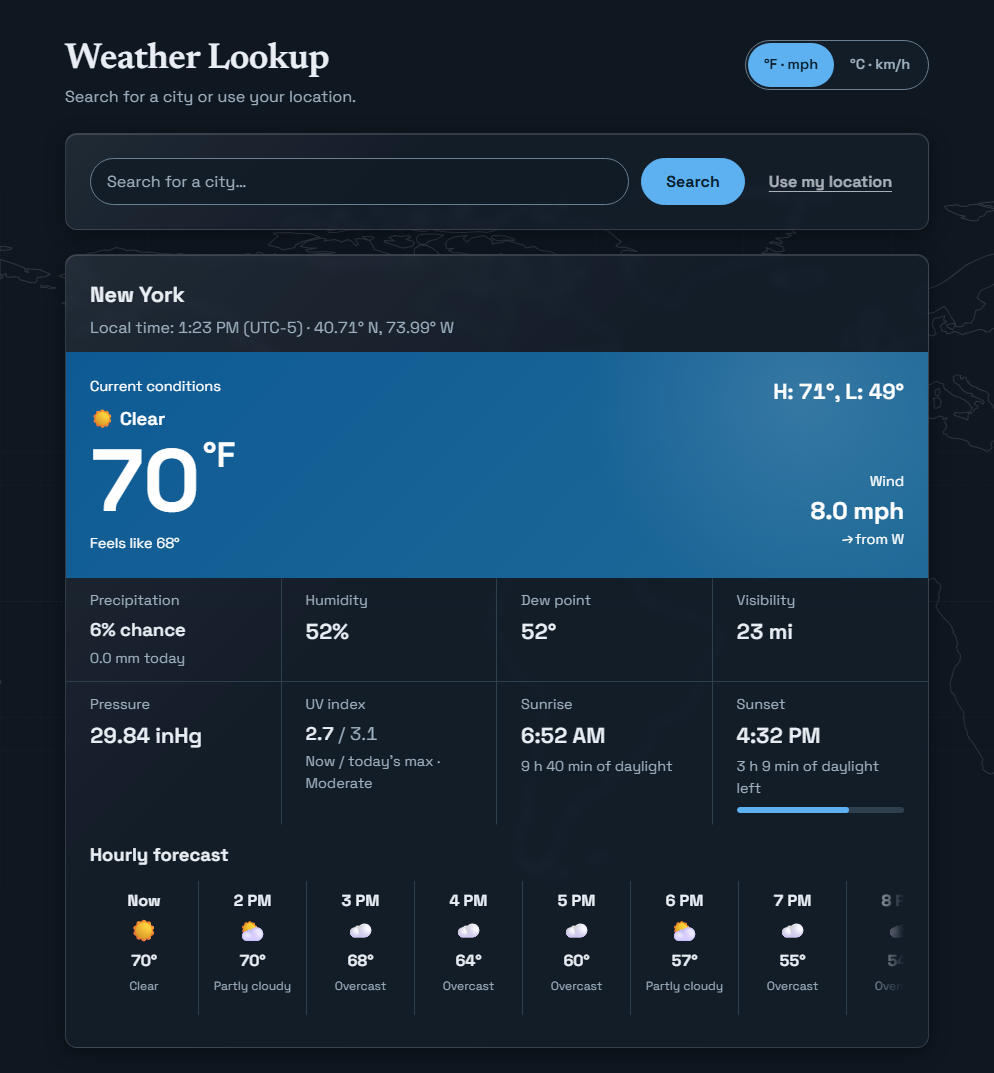 Weather Lookup
Search for a city or use your location.
°F · mph
°C · km/h
Search for a city…
Search
Use my location
New York
Local time: 1:23 PM (UTC-5) · 40.71° N, 73.99° W
Current conditions
Clear
70 °F
Feels like 68°
H: 71°, L: 49°
Wind
8.0 mph
→ from W
Precipitation
6% chance
0.0 mm today
Humidity
52%
Dew point
52°
Visibility
23 mi
Pressure
29.84 inHg
UV index
2.7 / 3.1
Now / today's max ·
Moderate
Sunrise
6:52 AM
9 h 40 min of daylight
Sunset
4:32 PM
3 h 9 min of daylight
left
Hourly forecast
Now
70°
Clear
2 PM
70°
Partly cloudy
3 PM
68°
Overcast
4 PM
64°
Overcast
5 PM
60°
Overcast
6 PM
57°
Partly cloudy
7 PM
55°
Overcast
8